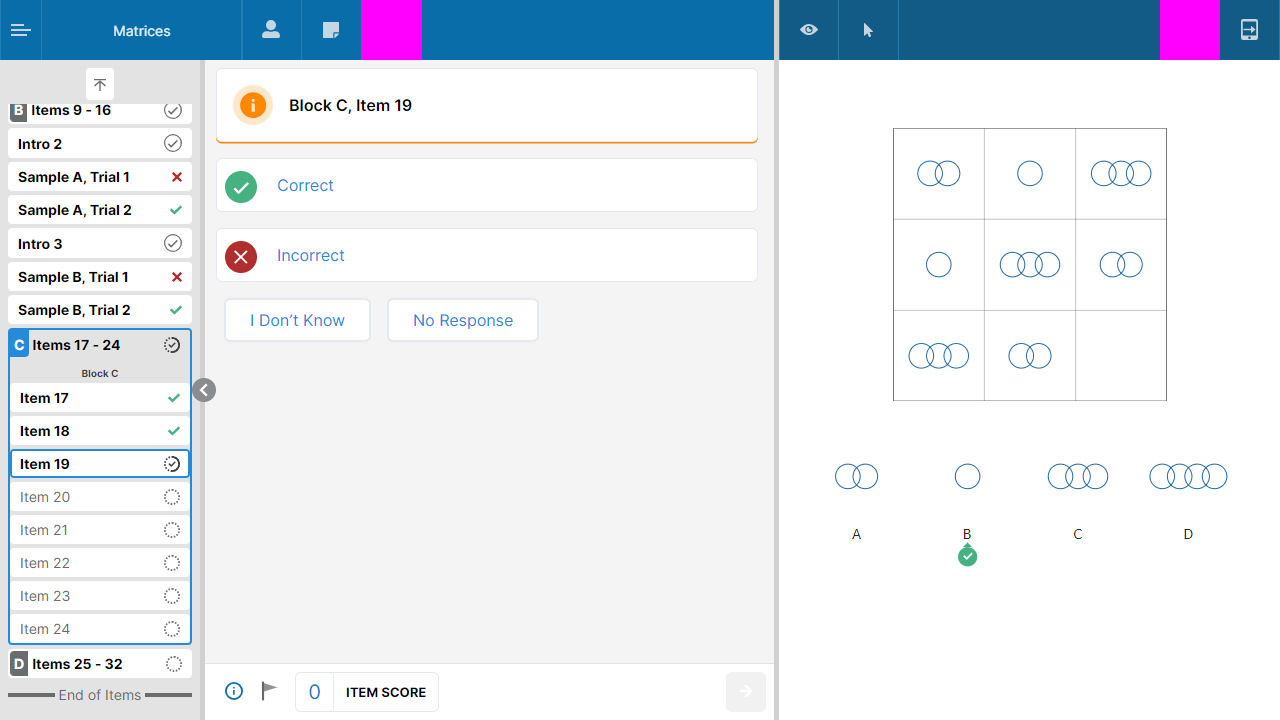 Matrices
B Items 9 - 16
Intro 2
Sample A, Trial 1
Sample A, Trial 2
Intro 3
Sample B, Trial 1
Sample B, Trial 2
C Items 17 - 24
Block C
Item 17
Item 18
Item 19
Item 20
Item 21
Item 22
Item 23
Item 24
D Items 25 - 32
End of Items
Block C, Item 19
Correct
Incorrect
I Don’t Know
No Response
0 ITEM SCORE
A B C D